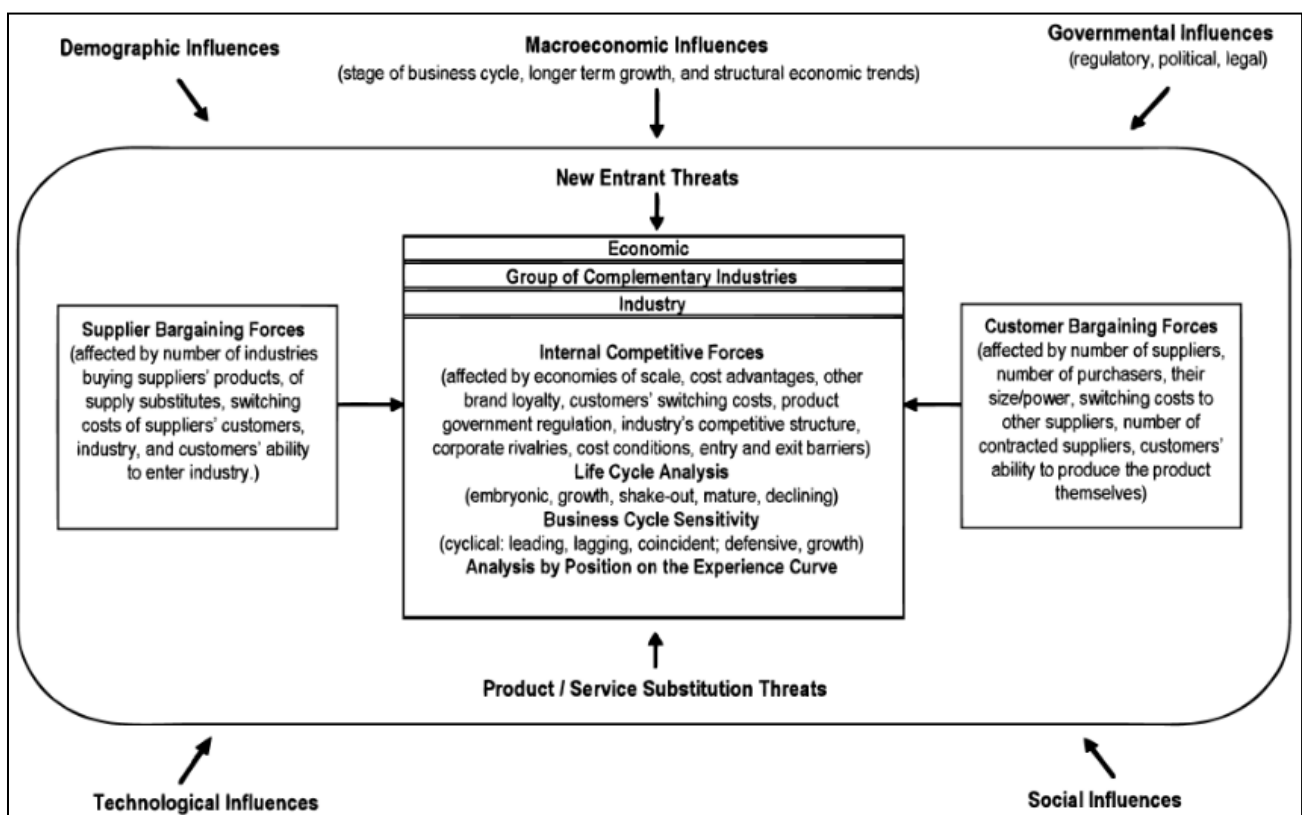 Demographic Influences
Macroeconomic Influences
(stage of business cycle, longer term growth, and structural economic trends)
Governmental Influences
(regulatory, political, legal)
New Entrant Threats
Economic
Group of Complementary Industries
Industry
Supplier Bargaining Forces
(affected by number of industries
buying suppliers' products, of
supply substitutes, switching
costs of suppliers' customers,
industry, and customers' ability
to enter industry.)
Internal Competitive Forces
(affected by economies of scale, cost advantages, other
brand loyalty, customers' switching costs, product
government regulation, industry's competitive structure,
corporate rivalries, cost conditions, entry and exit barriers)
Life Cycle Analysis
(embryonic, growth, shake-out, mature, declining)
Business Cycle Sensitivity
(cyclical: leading, lagging, coincident; defensive, growth)
Analysis by Position on the Experience Curve
Customer Bargaining Forces
(affected by number of suppliers,
number of purchasers, their
size/power, switching costs to
other suppliers, number of
contracted suppliers, customers'
ability to produce the product
themselves)
Product / Service Substitution Threats
Technological Influences
Social Influences